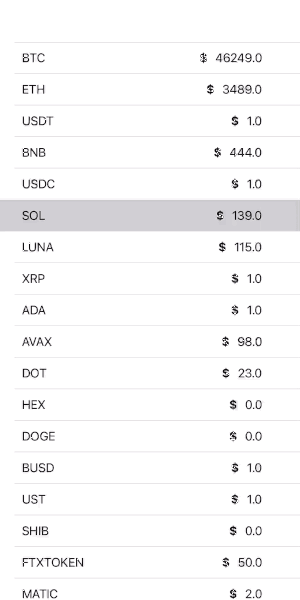 BTC $ 46249.0
ETH $ 3489.0
USDT $ 1.0
BNB $ 444.0
USDC $ 1.0
SOL $ 139.0
LUNA $ 115.0
XRP $ 1.0
ADA $ 1.0
AVAX $ 98.0
DOT $ 23.0
HEX $ 0.0
DOGE $ 0.0
BUSD $ 1.0
UST $ 1.0
SHIB $ 0.0
FTXTOKEN $ 50.0
MATIC $ 2.0